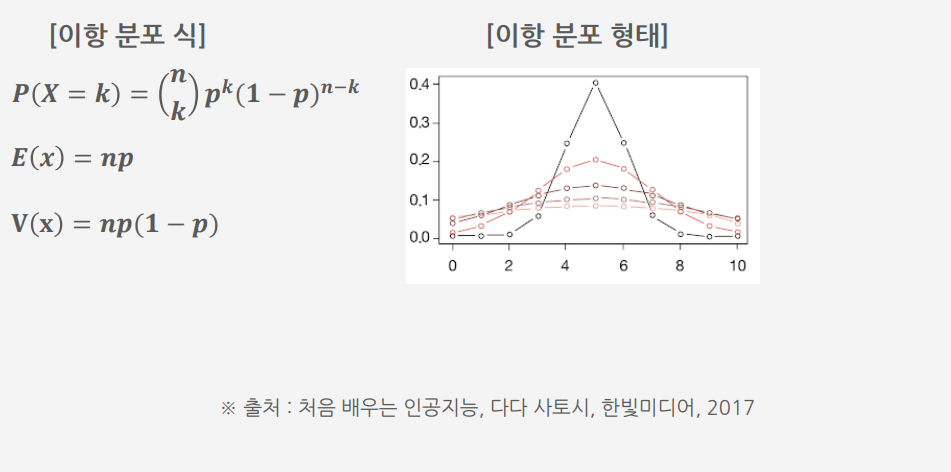 [이항 분포 식]
P(X = k) = (n k) p^k(1 − p)^{n−k}
E(x) = np
V(x) = np(1 − p)
[이항 분포 형태]
0.4
0.3
0.2
0.1
0.0
0 2 4 6 8 10
※ 출처 : 처음 배우는 인공지능, 다다 사토시, 한빛미디어, 2017